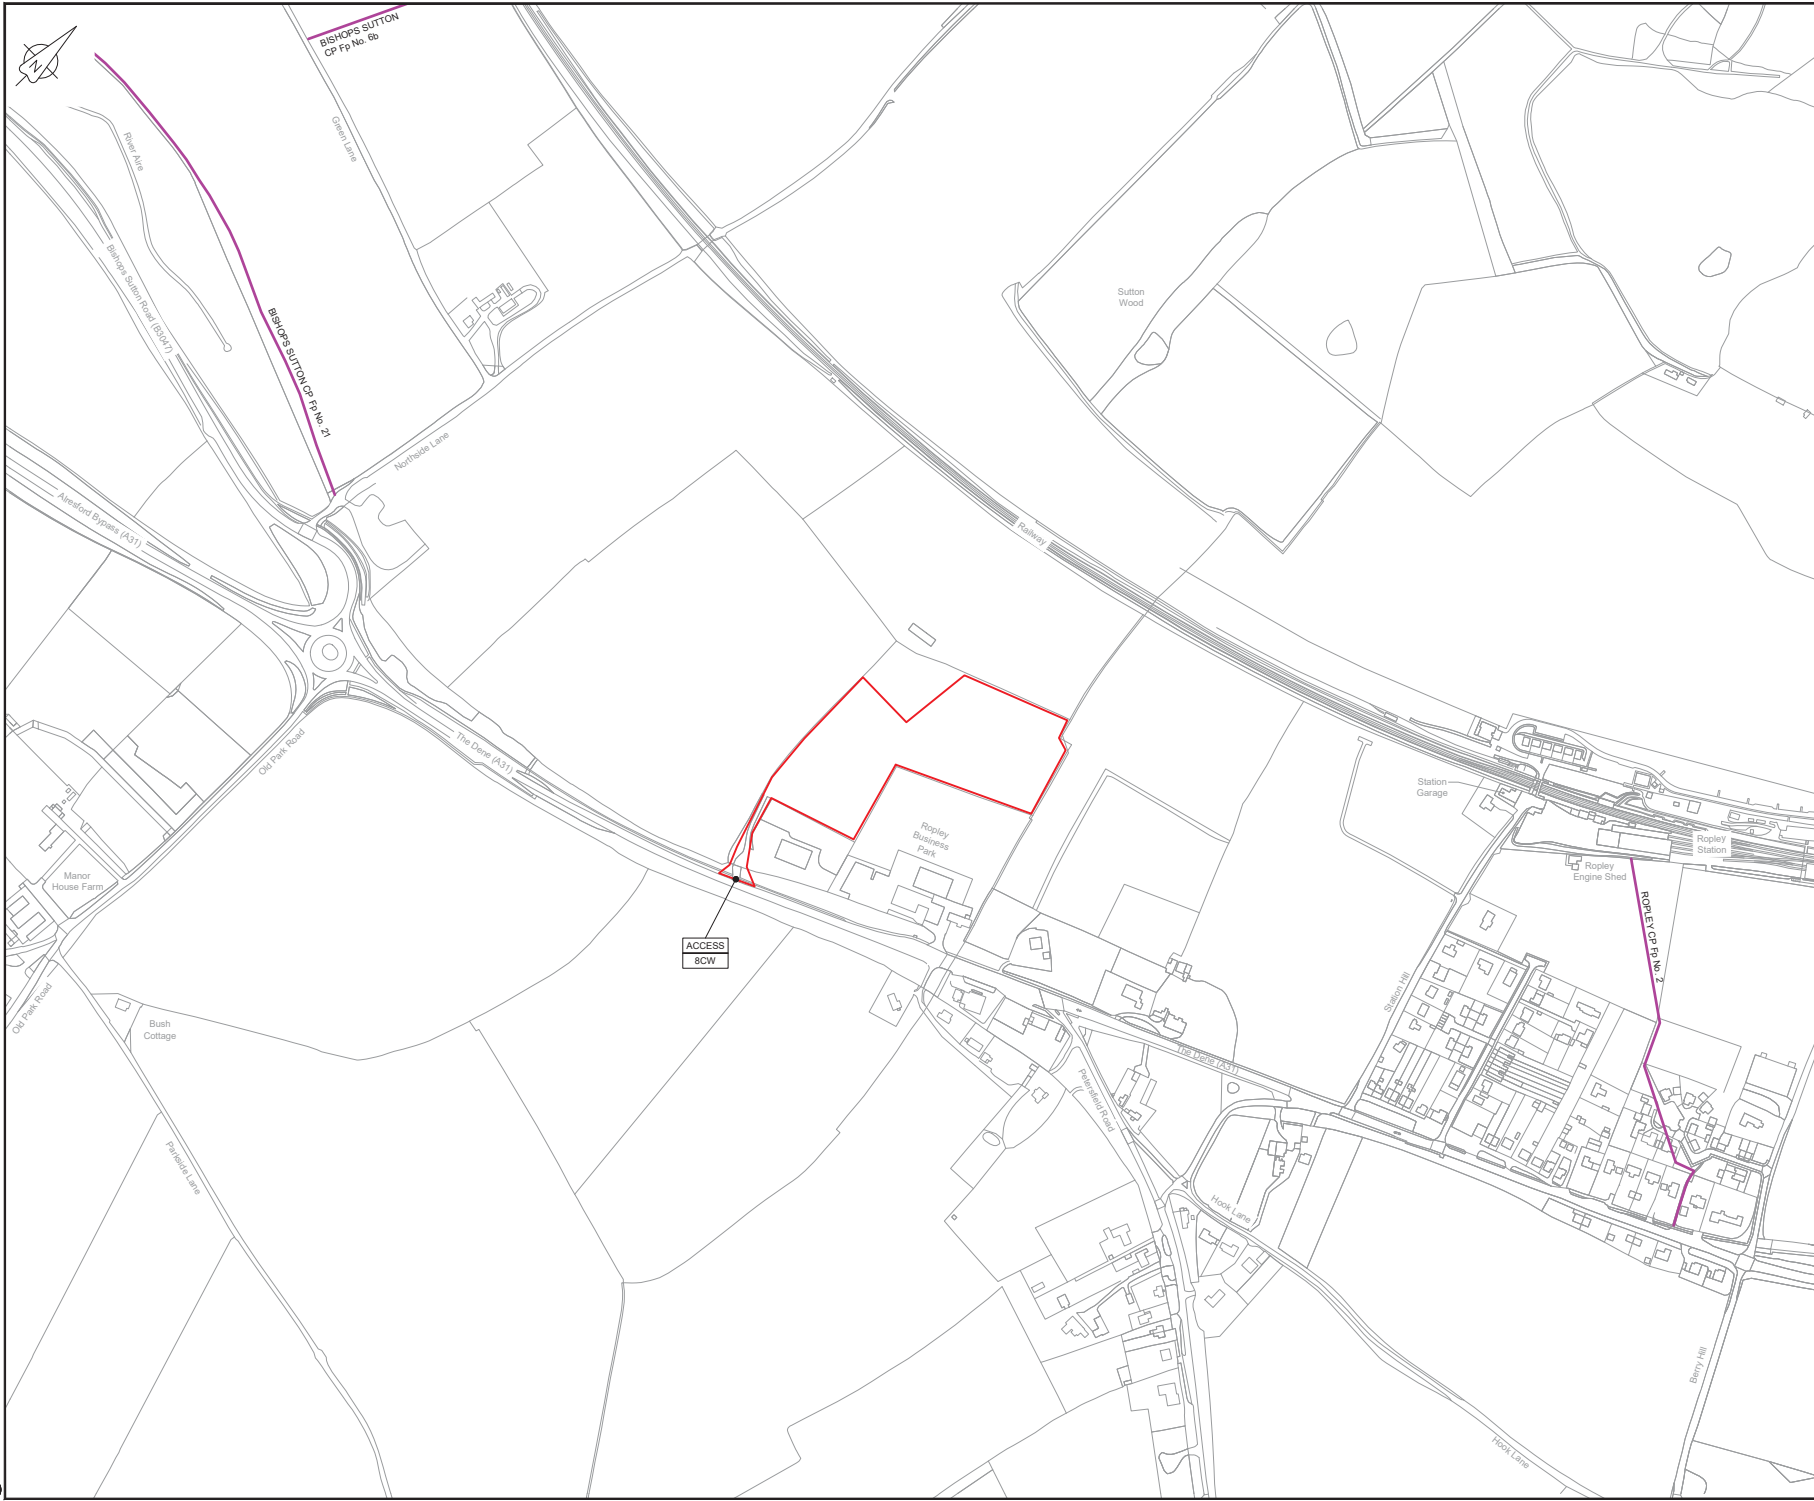 BISHOPS SUTTON
CP Fp No. 6b
N
River Aire
Green Lane
Bishops Sutton Road (B3047)
BISHOPS SUTTON CP Fp No. 21
Sutton
Wood
Northside Lane
Alresford Bypass (A31)
Railway
The Dene (A31)
Old Park Road
Station
Garage
Ropley
Business
Park
Ropley
Station
Ropley
Engine Shed
Manor
House Farm
ACCESS
8CW
ROPLEY CP Fp No. 2
Station Hill
Old Park Road
Bush
Cottage
The Dene (A31)
Petersfield Road
Parkside Lane
Hook Lane
Berry Hill
Hook Lane